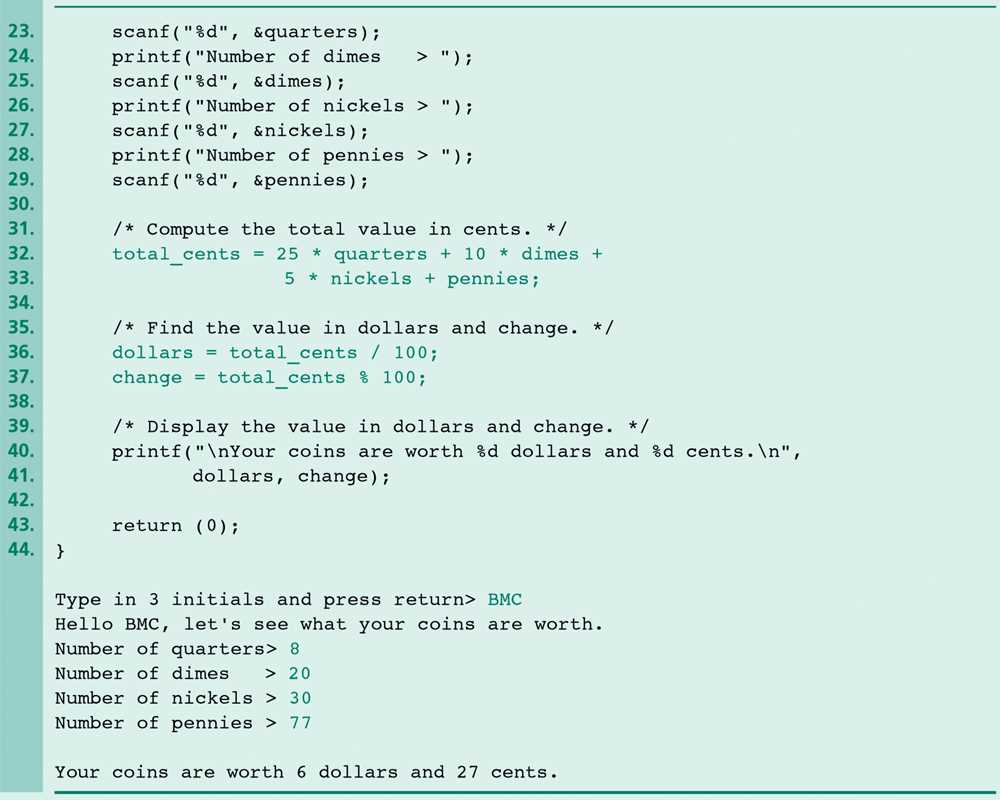 23. scanf("%d", &quarters);
24. printf("Number of dimes   > ");
25. scanf("%d", &dimes);
26. printf("Number of nickels > ");
27. scanf("%d", &nickels);
28. printf("Number of pennies > ");
29. scanf("%d", &pennies);
30.
31. /* Compute the total value in cents. */
32. total_cents = 25 * quarters + 10 * dimes +
33. 5 * nickels + pennies;
34.
35. /* Find the value in dollars and change. */
36. dollars = total_cents / 100;
37. change = total_cents % 100;
38.
39. /* Display the value in dollars and change. */
40. printf("\nYour coins are worth %d dollars and %d cents.\n",
41. dollars, change);
42.
43. return (0);
44. }
Type in 3 initials and press return> BMC
Hello BMC, let's see what your coins are worth.
Number of quarters> 8
Number of dimes   > 20
Number of nickels > 30
Number of pennies > 77
Your coins are worth 6 dollars and 27 cents.